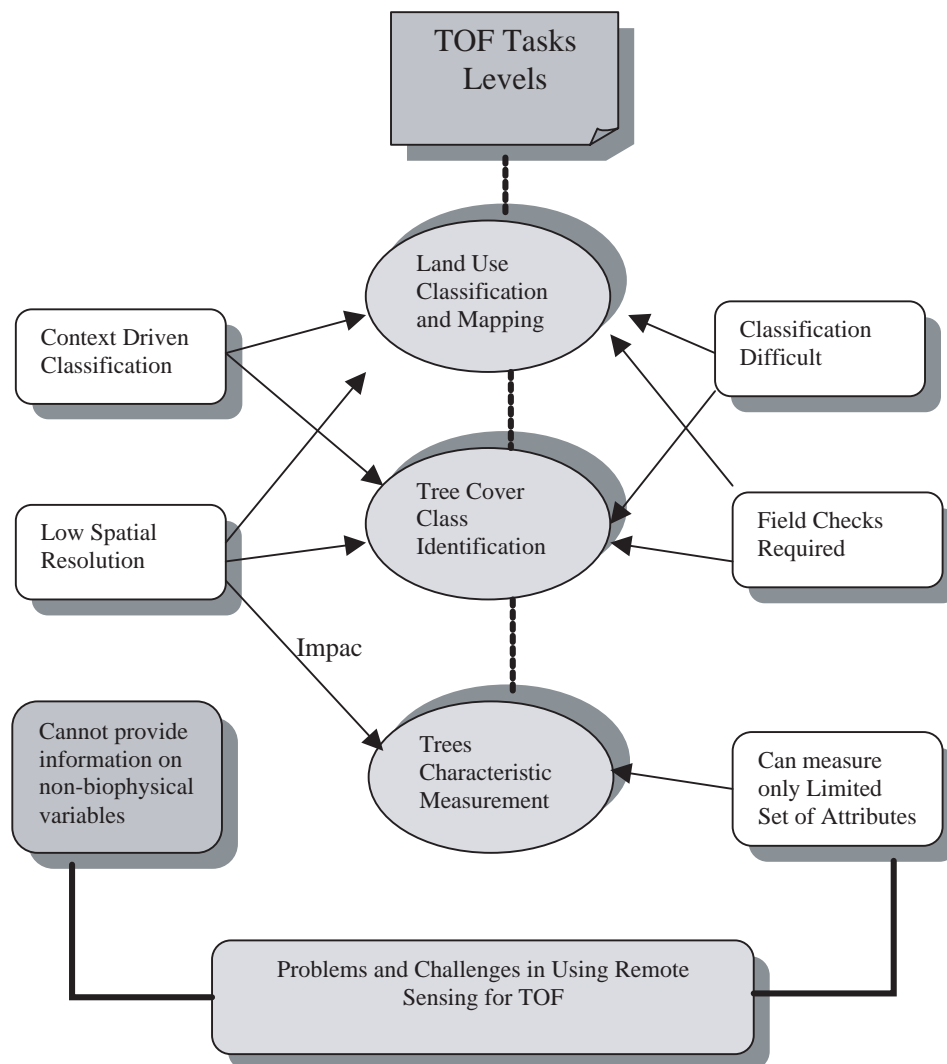 TOF Tasks
Levels
Land Use
Classification
and Mapping
Context Driven
Classification
Classification
Difficult
Tree Cover
Class
Identification
Low Spatial
Resolution
Field Checks
Required
Impac
Cannot provide
information on
non-biophysical
variables
Trees
Characteristic
Measurement
Can measure
only Limited
Set of Attributes
Problems and Challenges in Using Remote
Sensing for TOF